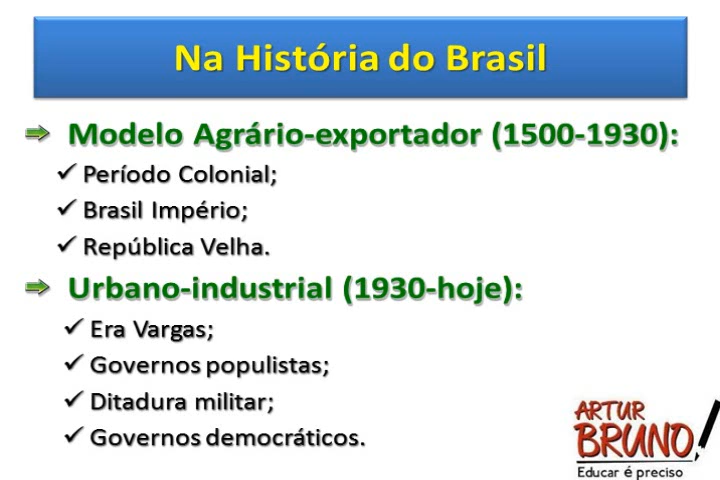 Na História do Brasil
Modelo Agrário-exportador (1500-1930):
Período Colonial;
Brasil Império;
República Velha.
Urbano-industrial (1930-hoje):
Era Vargas;
Governos populistas;
Ditadura militar;
Governos democráticos.
ARTUR
BRUNO!
Educar é preciso